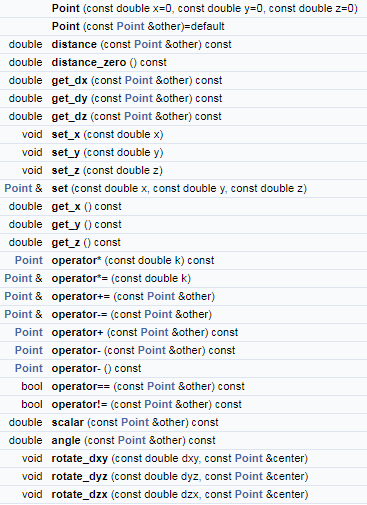 Point (const double x=0, const double y=0, const double z=0)
Point (const Point &other)=default
double distance (const Point &other) const
double distance_zero () const
double get_dx (const Point &other) const
double get_dy (const Point &other) const
double get_dz (const Point &other) const
void set_x (const double x)
void set_y (const double y)
void set_z (const double z)
Point & set (const double x, const double y, const double z)
double get_x () const
double get_y () const
double get_z () const
Point operator* (const double k) const
Point & operator*= (const double k)
Point & operator+= (const Point &other)
Point & operator-= (const Point &other)
Point operator+ (const Point &other) const
Point operator- (const Point &other) const
Point operator- () const
bool operator== (const Point &other) const
bool operator!= (const Point &other) const
double scalar (const Point &other) const
double angle (const Point &other) const
void rotate_dxy (const double dxy, const Point &center)
void rotate_dyz (const double dyz, const Point &center)
void rotate_dzx (const double dzx, const Point &center)